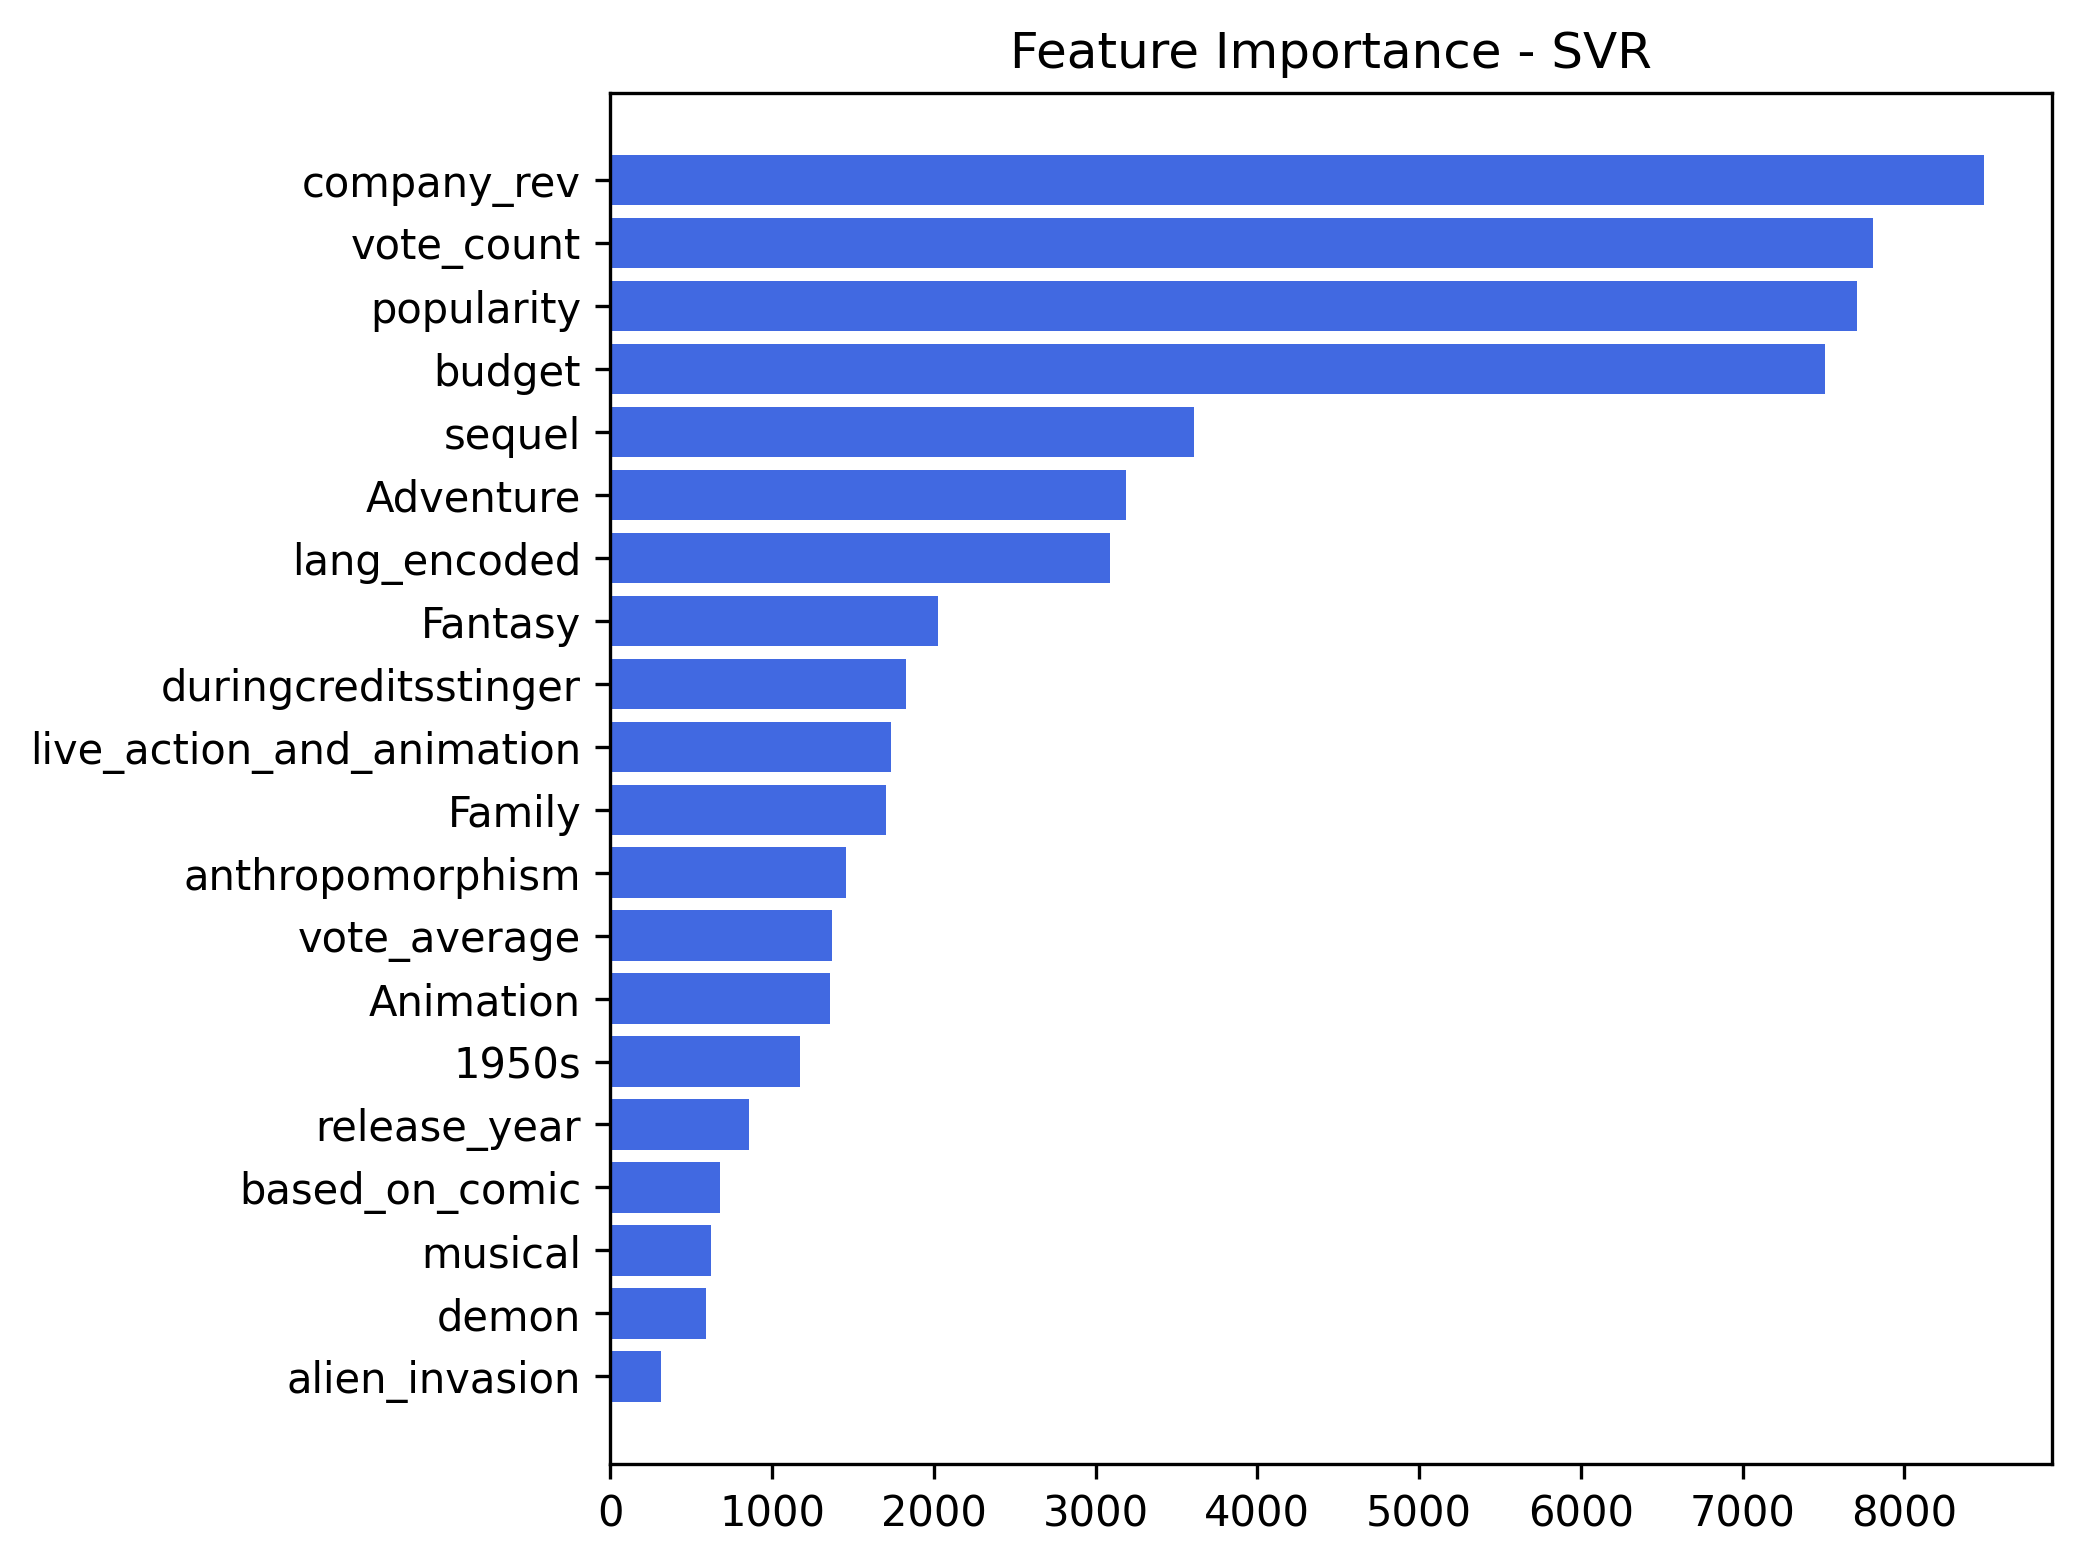 Feature Importance - SVR
company_rev
vote_count
popularity
budget
sequel
Adventure
lang_encoded
Fantasy
duringcreditsstinger
live_action_and_animation
Family
anthropomorphism
vote_average
Animation
1950s
release_year
based_on_comic
musical
demon
alien_invasion
0 1000 2000 3000 4000 5000 6000 7000 8000